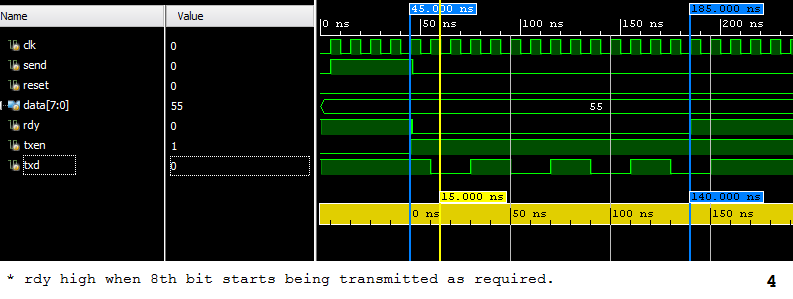 Name Value
45.000 ns 185.000 ns
0 ns 50 ns 100 ns 150 ns 200 ns
clk 0
send 0
reset 0
data[7:0] 55 55
rdy 0
txen 1
txd 0
15.000 ns 140.000 ns
0 ns 50 ns 100 ns 150 ns
* rdy high when 8th bit starts being transmitted as required. 4